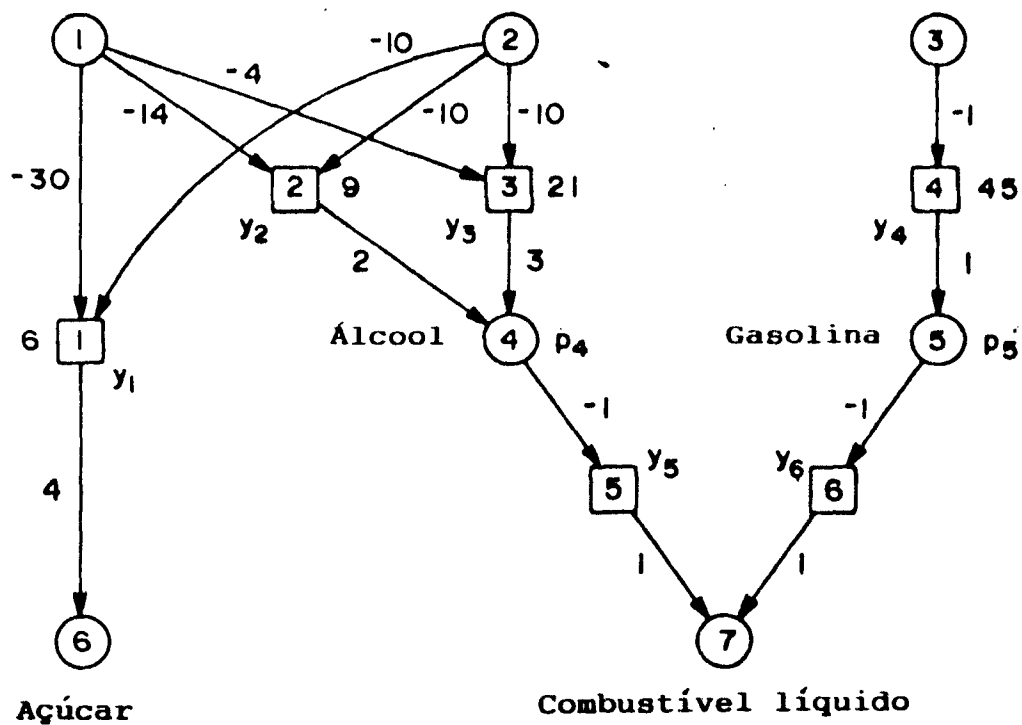 1 -10 2 3
-4
-14 -10 -10 -1
-30 2 9 3 21 4 45
y2 y3 y4
2 3 1
6 1 Álcool 4 p4 Gasolina 5 p5
y1
-1 -1
4 5 y5 y6 6
1 1
6 7
Açúcar Combustível líquido